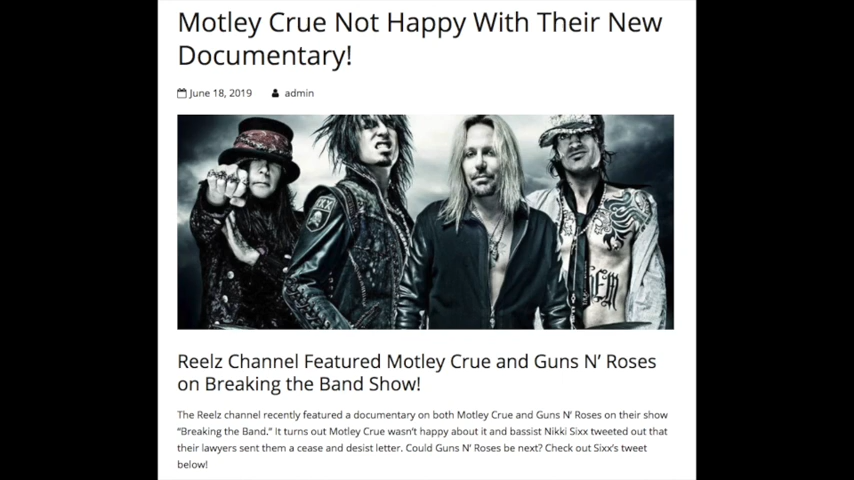 Motley Crue Not Happy With Their New
Documentary!
June 18, 2019 admin
SIXX
Reelz Channel Featured Motley Crue and Guns N' Roses
on Breaking the Band Show!
The Reelz channel recently featured a documentary on both Motley Crue and Guns N' Roses on their show
“Breaking the Band.” It turns out Motley Crue wasn't happy about it and bassist Nikki Sixx tweeted out that
their lawyers sent them a cease and desist letter. Could Guns N' Roses be next? Check out Sixx's tweet
below!